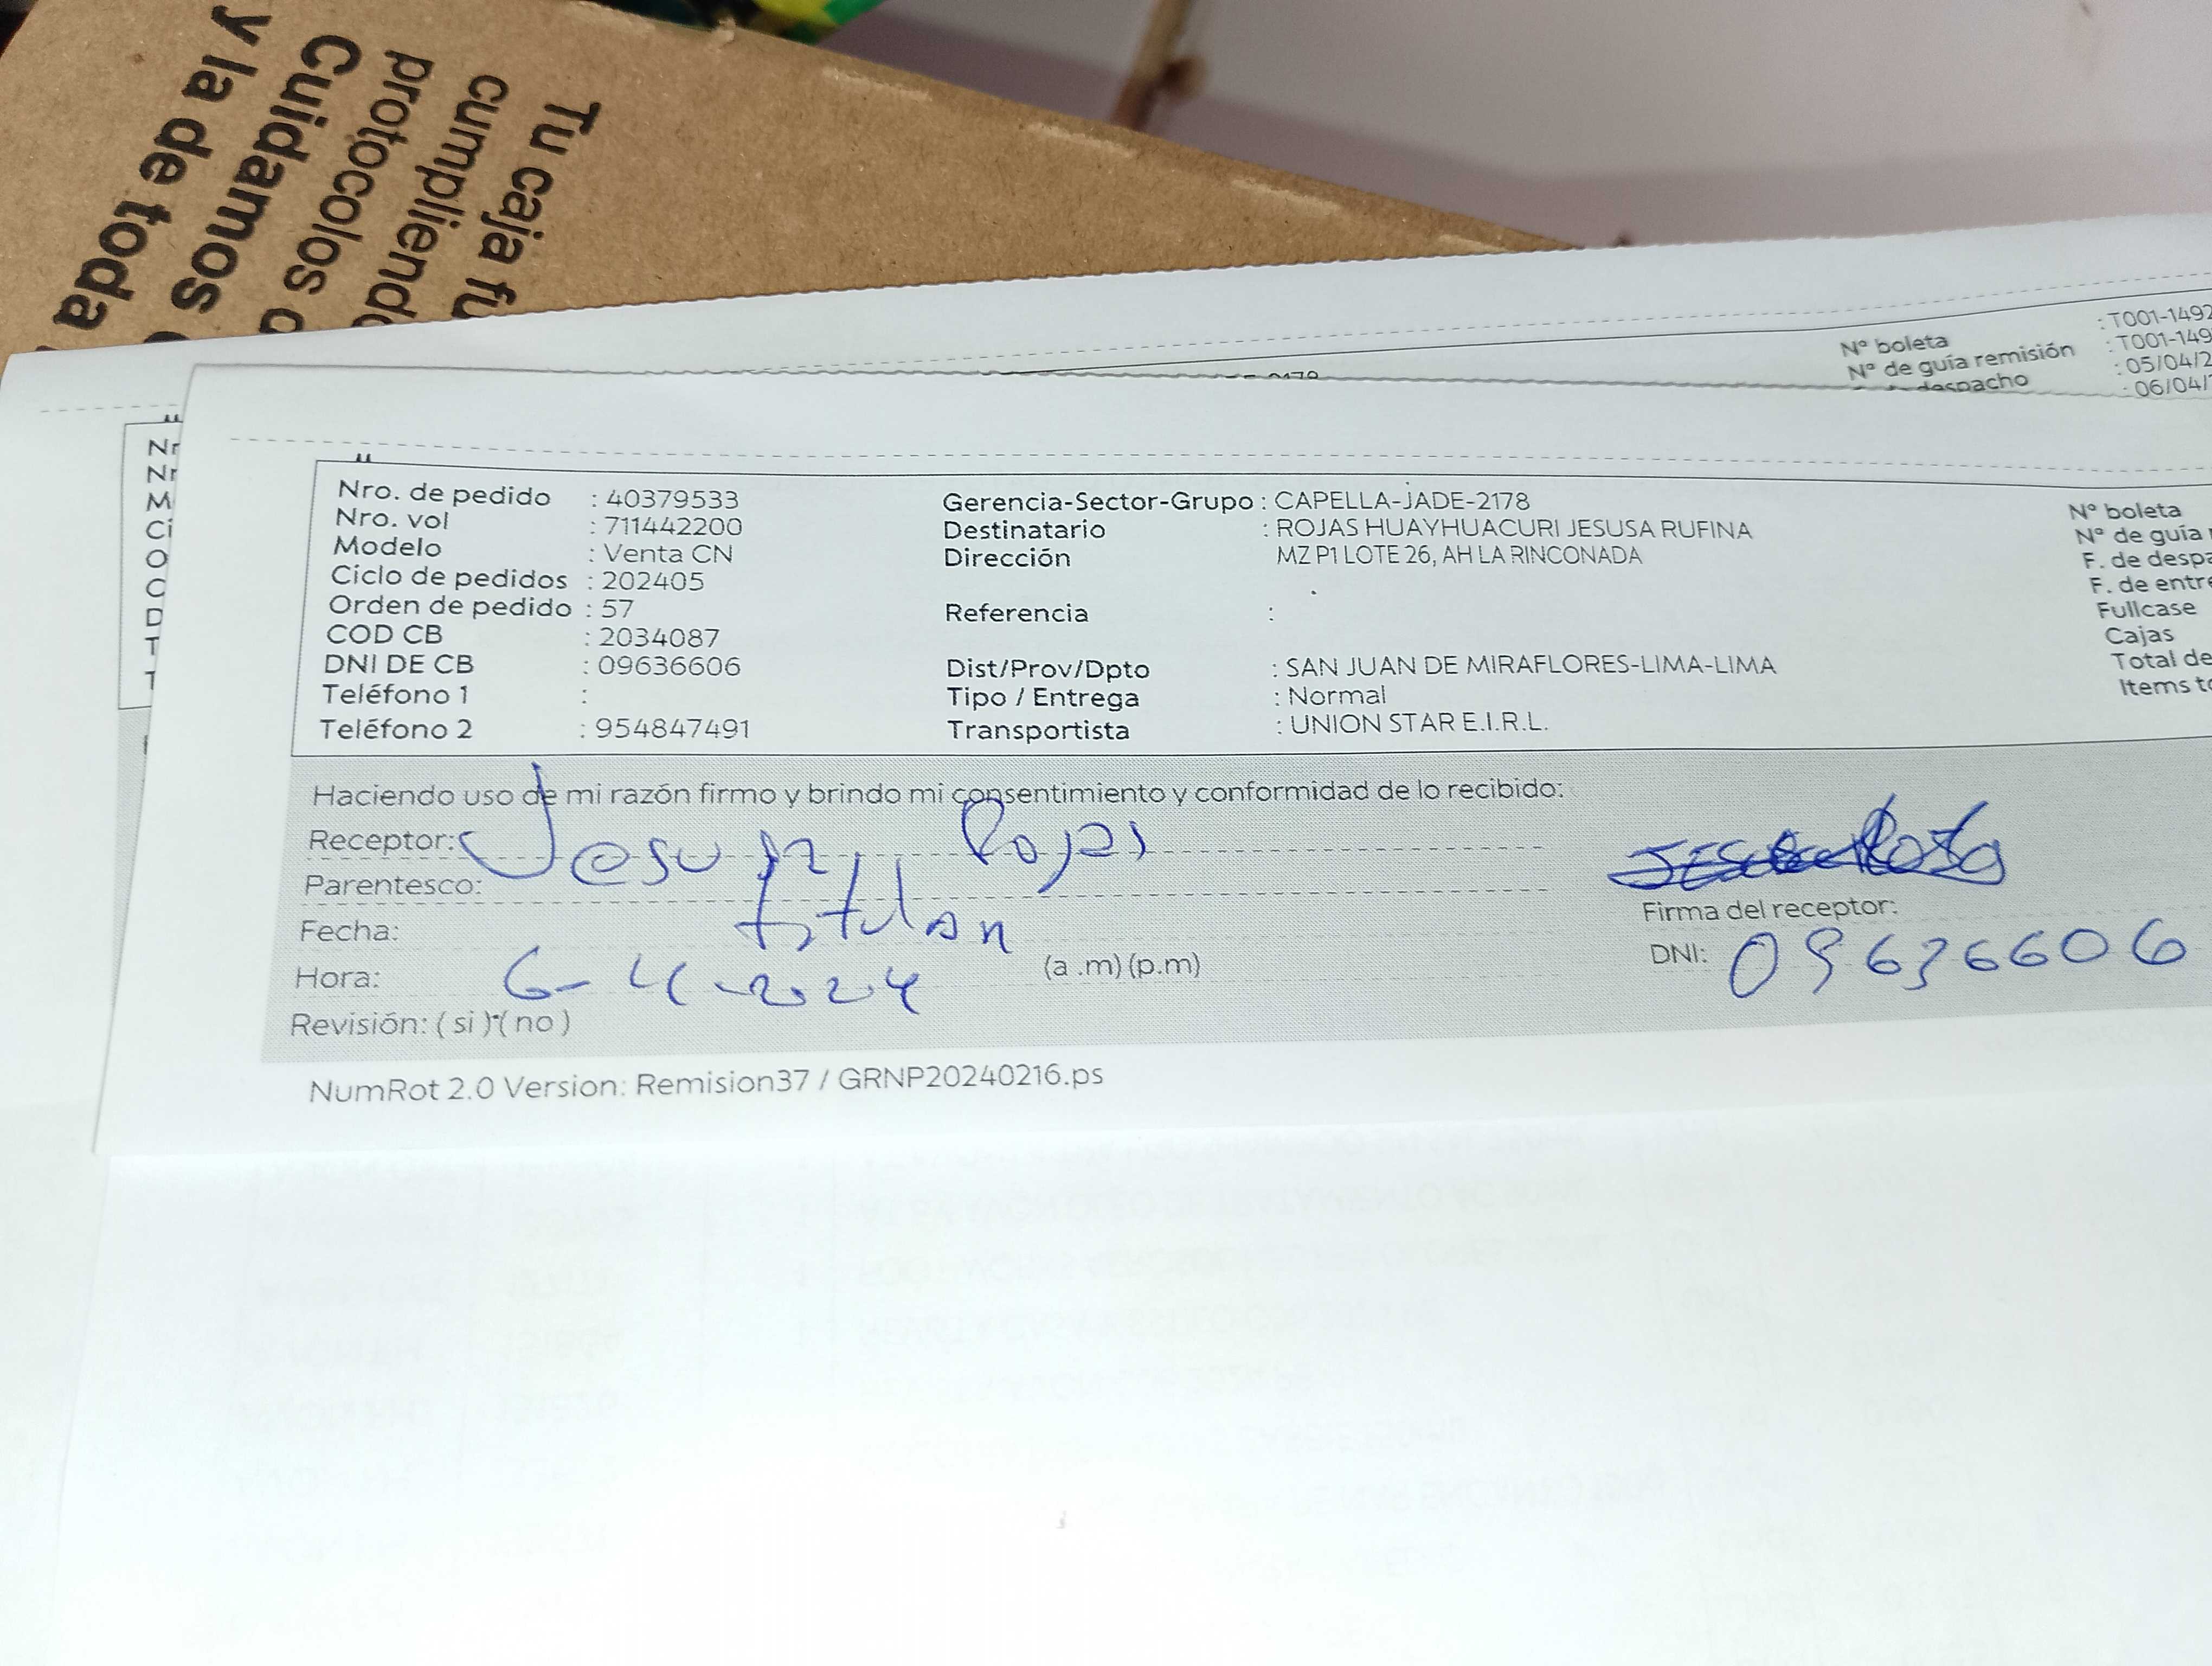 Tu caja fu
cumpliendo
protocolos d
Cuidamos
y la de toda
Nº boleta : T001-1492
Nº de guía remisión : T001-149
despacho : 05/04/2
: 06/04/
Nr
Nr
M
Ci
O
C
D
T
T
Nro. de pedido : 40379533
Nro. vol : 711442200
Modelo : Venta CN
Ciclo de pedidos : 202405
Orden de pedido : 57
COD CB : 2034087
DNI DE CB : 09636606
Teléfono 1 :
Teléfono 2 : 954847491
Gerencia-Sector-Grupo : CAPELLA-JADE-2178
Destinatario : ROJAS HUAYHUACURI JESUSA RUFINA
Dirección MZ P1 LOTE 26, AH LA RINCONADA
Referencia :
Dist/Prov/Dpto : SAN JUAN DE MIRAFLORES-LIMA-LIMA
Tipo / Entrega : Normal
Transportista : UNION STAR E.I.R.L.
Nº boleta
Nº de guía
F. de despa
F. de entre
Fullcase
Cajas
Total de
Items to
Haciendo uso de mi razón firmo y brindo mi consentimiento y conformidad de lo recibido:
Receptor: Jesusa Rojas
Parentesco: titular
Fecha: 6-4-2024
Hora: (a .m) (p.m)
Revisión: ( si ) ( no )
Firma del receptor:
DNI: 09636606
NumRot 2.0 Version: Remision37 / GRNP20240216.ps